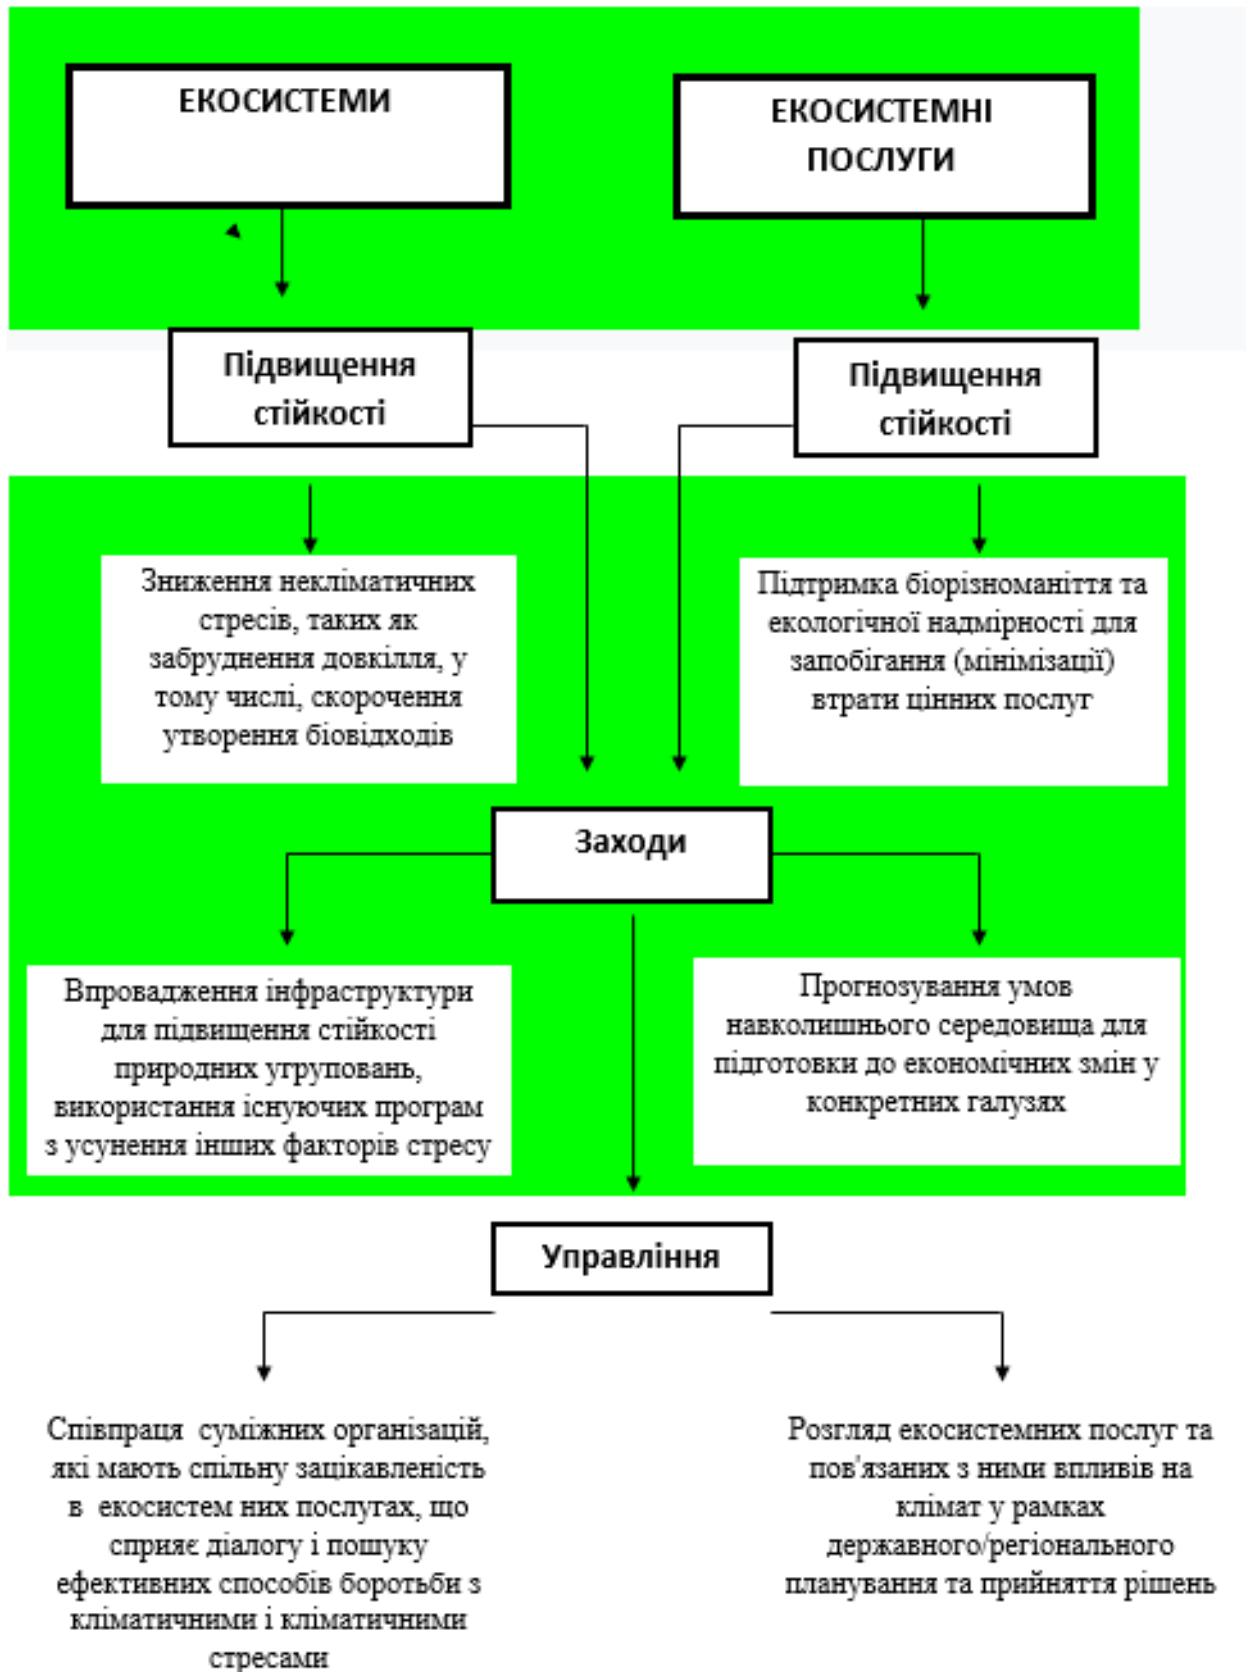 ЕКОСИСТЕМИ
ЕКОСИСТЕМНІ
ПОСЛУГИ
Підвищення
стійкості
Підвищення
стійкості
Зниження некліматичних
стресів, таких як
забруднення довкілля, у
тому числі, скорочення
утворення біовідходів
Підтримка біорізноманіття та
екологічної надмірності для
запобігання (мінімізації)
втрати цінних послуг
Заходи
Впровадження інфраструктури
для підвищення стійкості
природних угруповань,
використання існуючих програм
з усунення інших факторів стресу
Прогнозування умов
навколишнього середовища для
підготовки до економічних змін у
конкретних галузях
Управління
Співпраця суміжних організацій,
які мають спільну зацікавленість
в екосистем них послугах, що
сприяє діалогу і пошуку
ефективних способів боротьби з
кліматичними і кліматичними
стресами
Розгляд екосистемних послуг та
пов'язаних з ними впливів на
клімат у рамках
державного/регіонального
планування та прийняття рішень